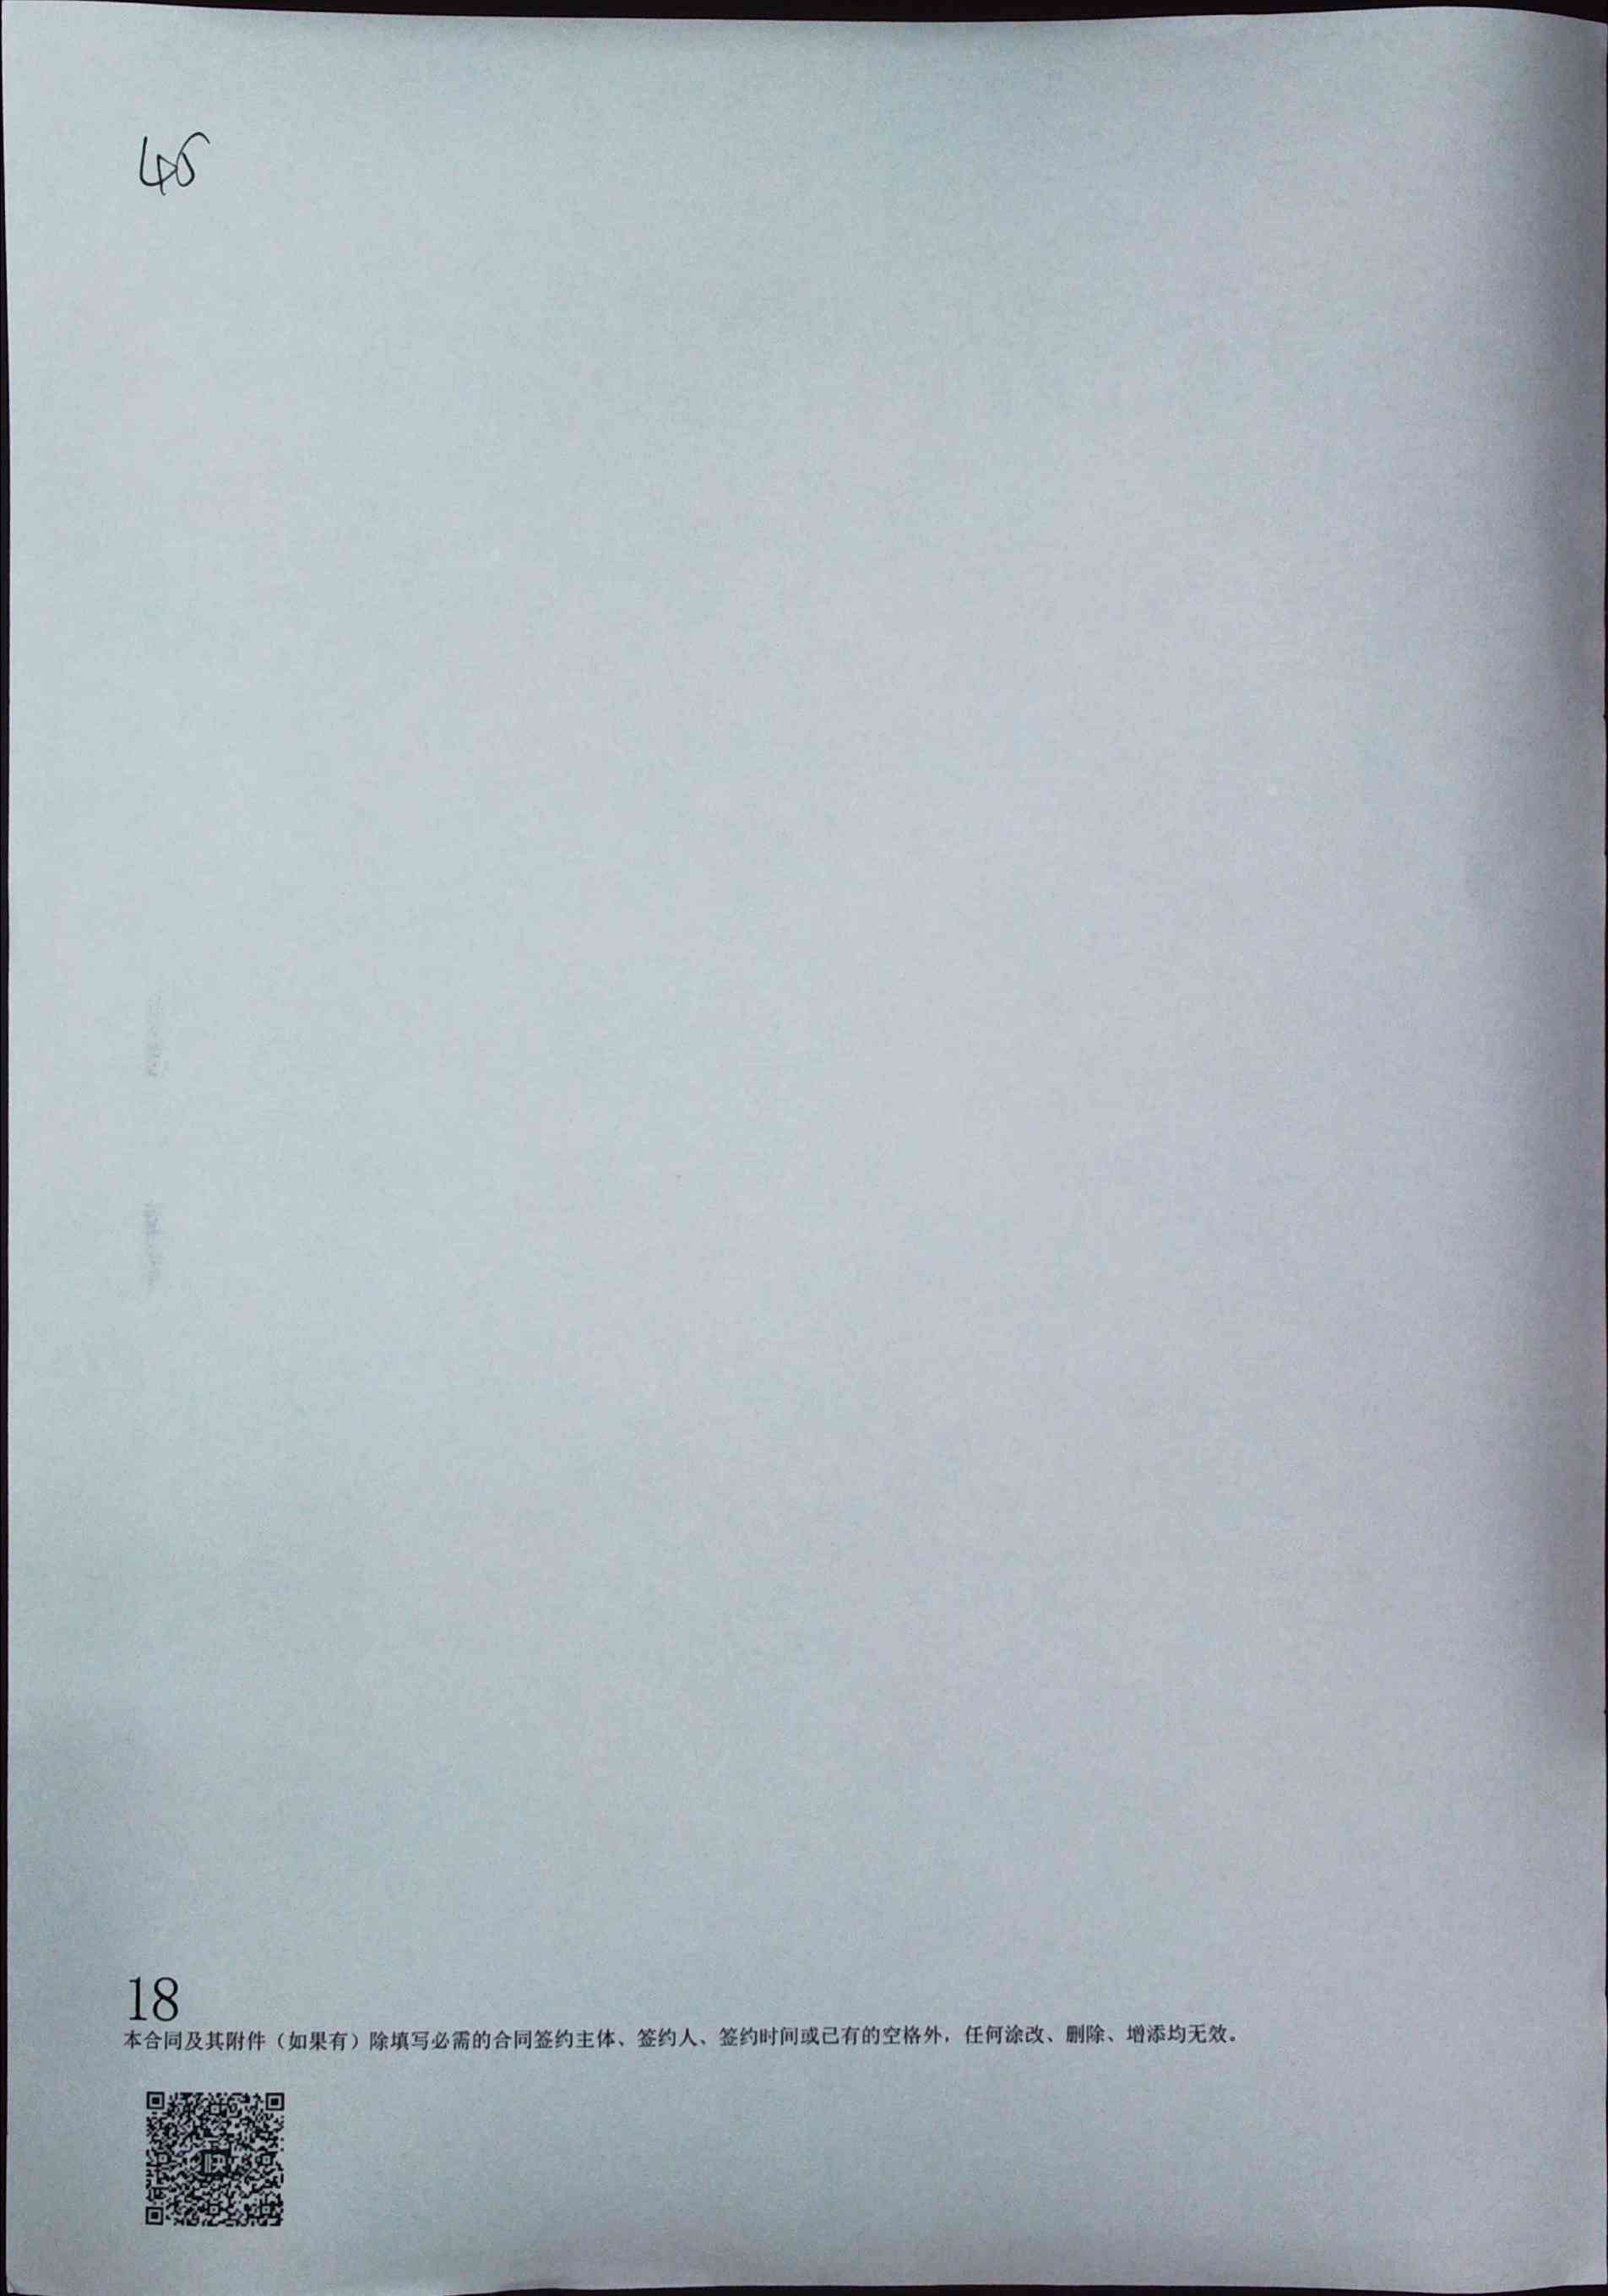 46
18
本合同及其附件（如果有）除填写必需的合同签约主体、签约人、签约时间或已有的空格外，任何涂改、删除、增添均无效。
快